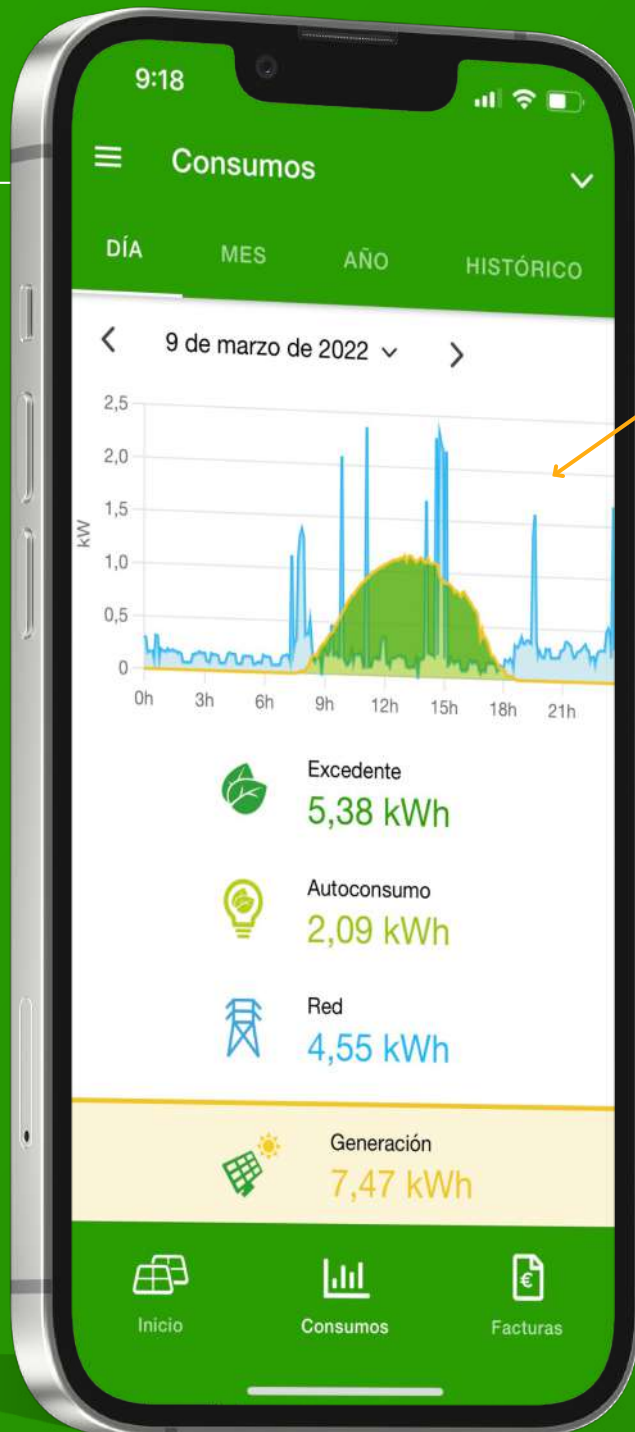 9:18
Consumos
DÍA MES AÑO HISTÓRICO
9 de marzo de 2022
2,5
2,0
1,5
kW
1,0
0,5
0
0h 3h 6h 9h 12h 15h 18h 21h
Excedente
5,38 kWh
Autoconsumo
2,09 kWh
Red
4,55 kWh
Generación
7,47 kWh
€
Inicio Consumos Facturas